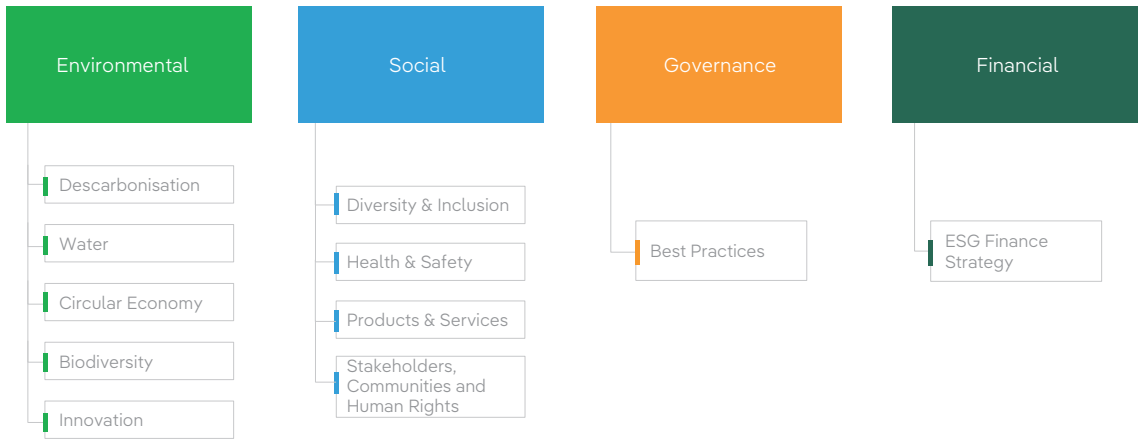 Environmental
Descarbonisation
Water
Circular Economy
Biodiversity
Innovation
Social
Diversity & Inclusion
Health & Safety
Products & Services
Stakeholders,
Communities and
Human Rights
Governance
Best Practices
Financial
ESG Finance
Strategy